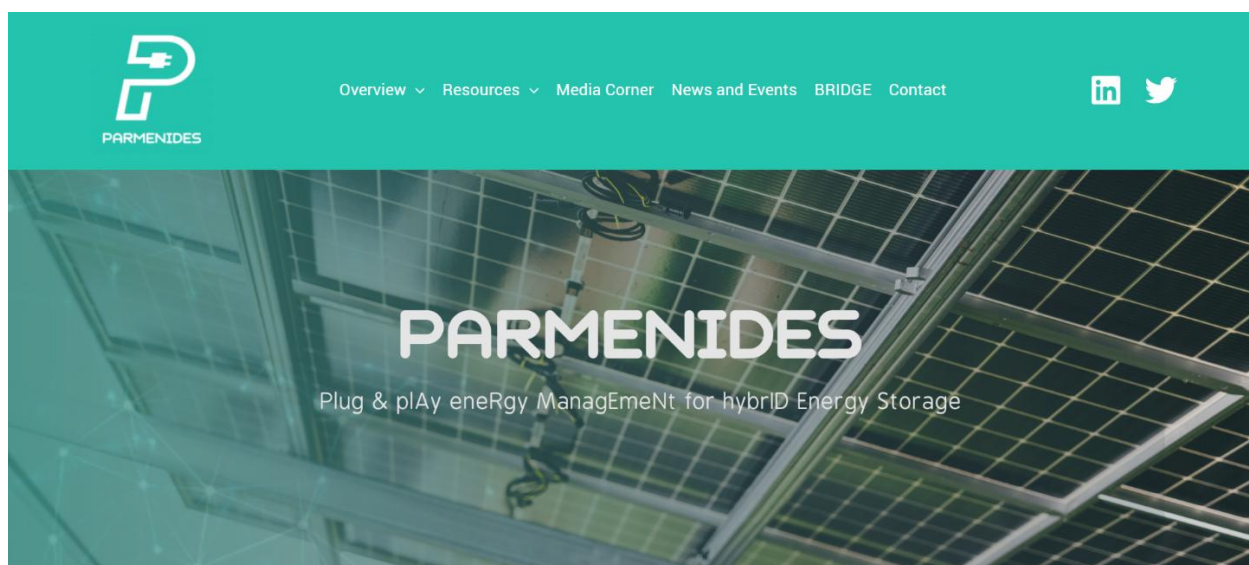 PARMENIDES
Overview Resources Media Corner News and Events BRIDGE Contact
in
PARMENIDES
Plug & plAy eneRgy ManagEmeNt for hybrID Energy Storage